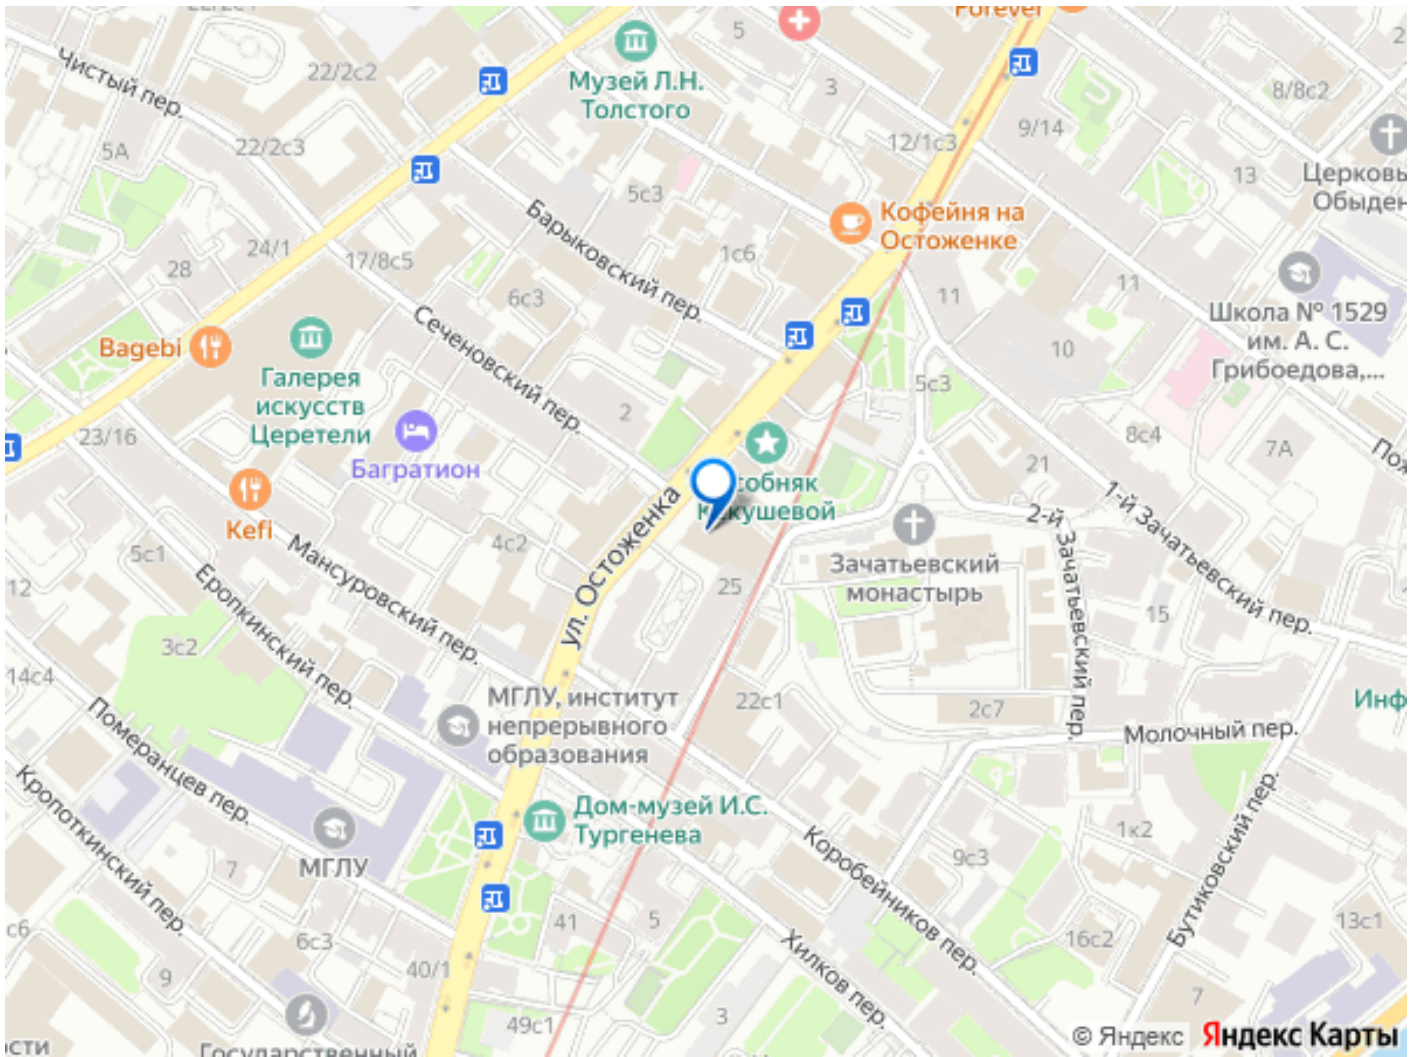 22/2с1
Forever
Чистый пер.
22/2с2
Музей Л.Н.
Толстого
5
3
2
8/8с2
5А
22/2с3
12/1с3
9/14
13
Церковь
Обыден
5с3
Барыковский пер.
Кофейня на
Остоженке
24/1
28
17/8с5
1с6
6с3
11
11
Школа № 1529
им. А. С.
Грибоедова,...
Bagebi
Сеченовский пер.
10
Галерея
искусств
Церетели
5с3
2
23/16
Багратион
8с4
7А
21
1-й Зачатьевский пер.
Kefi
ул. Остоженка
2-й Зачатьевский пер.
5с1
4с2
Мансуровский пер.
Зачатьевский
монастырь
12
Еропкинский пер.
25
15
3с2
14с4
МГЛУ, институт
непрерывного
образования
22с1
2с7
Инф
Молочный пер.
Померанцев пер.
Кропоткинский пер.
Дом-музей И.С.
Тургенева
1к2
МГЛУ
7
9с3
Коробейников пер.
Бутиковский пер.
с6
6с3
41
5
Хилков пер.
16с2
13с1
9
40/1
7
49с1
3
Государственный
сти
© Яндекс Яндекс Карты